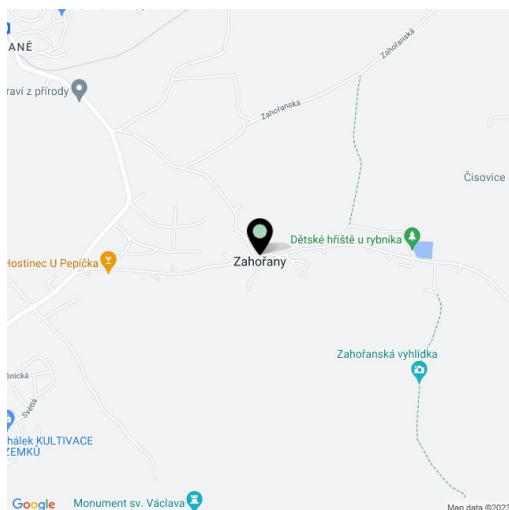 ANĚ
raví z přírody
Zahořanská
Zahořanská
Čisovice
Dětské hřiště u rybníka
Zahořany
Hostinec U Pepíčka
Zahořanská vyhlídka
šnická
Světlá
hálek KULTIVACE
ZEMKŮ
Monument sv. Václava
Google
Map data ©2023